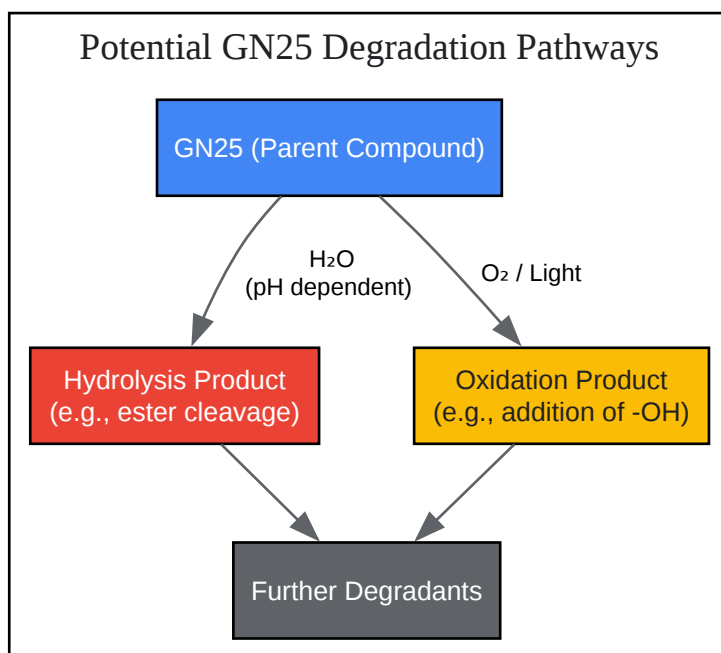 Potential GN25 Degradation Pathways
GN25 (Parent Compound)
H₂O
(pH dependent)
O₂ / Light
Hydrolysis Product
(e.g., ester cleavage)
Oxidation Product
(e.g., addition of -OH)
Further Degradants